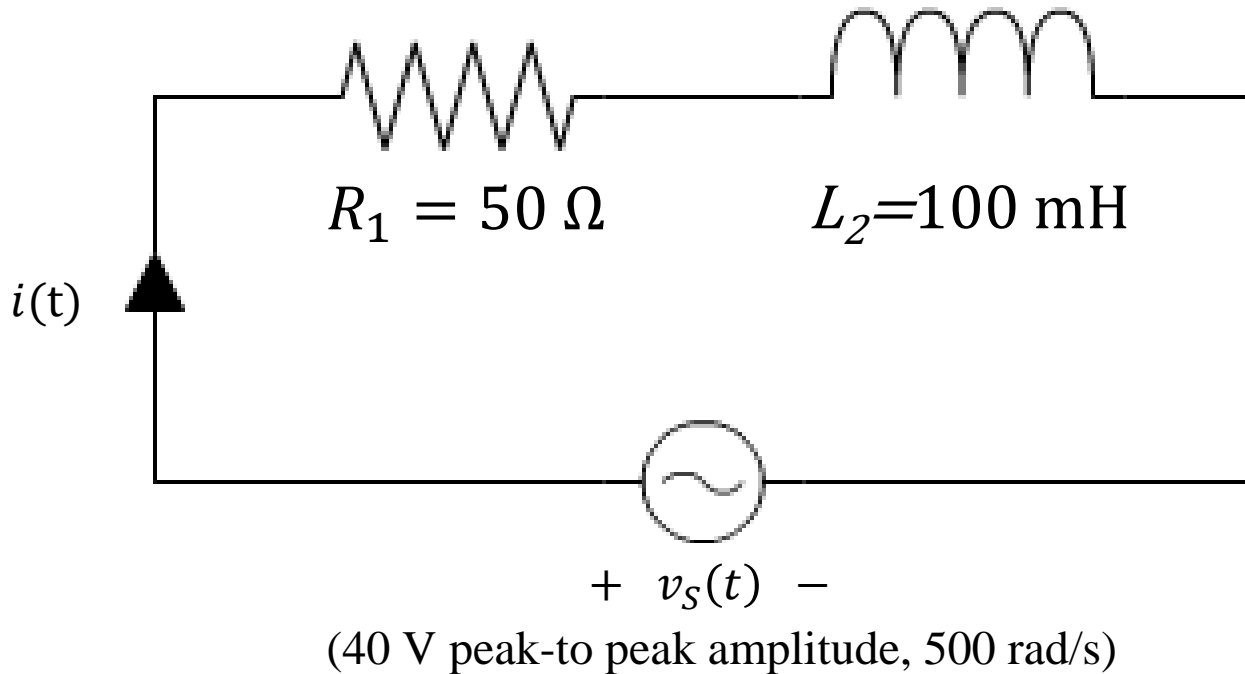 R₁ = 50 Ω
L₂=100 mH
i(t)
+ vₛ(t) −
(40 V peak-to peak amplitude, 500 rad/s)